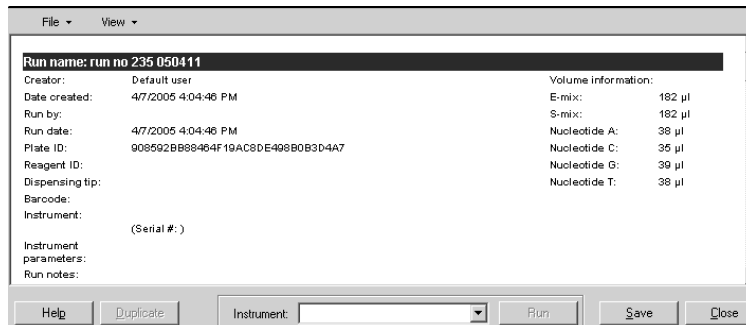 File View
Run name: run no 235 050411
Creator: Default user Volume information:
Date created: 4/7/2005 4:04:46 PM E-mix: 182 µl
Run by: S-mix: 182 µl
Run date: 4/7/2005 4:04:46 PM Nucleotide A: 38 µl
Plate ID: 908592BB88464F19AC8DE498B0B3D4A7 Nucleotide C: 35 µl
Reagent ID: Nucleotide G: 39 µl
Dispensing tip: Nucleotide T: 38 µl
Barcode:
Instrument:
(Serial #: )
Instrument
parameters:
Run notes:
Help Duplicate Instrument: Run Save Close